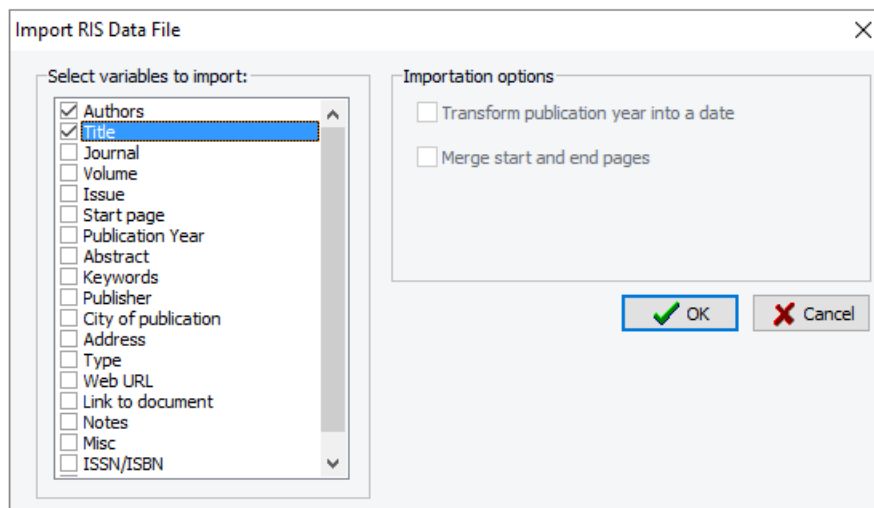 Import RIS Data File
Select variables to import:
Authors
Title
Journal
Volume
Issue
Start page
Publication Year
Abstract
Keywords
Publisher
City of publication
Address
Type
Web URL
Link to document
Notes
Misc
ISSN/ISBN
Importation options
Transform publication year into a date
Merge start and end pages
OK
Cancel